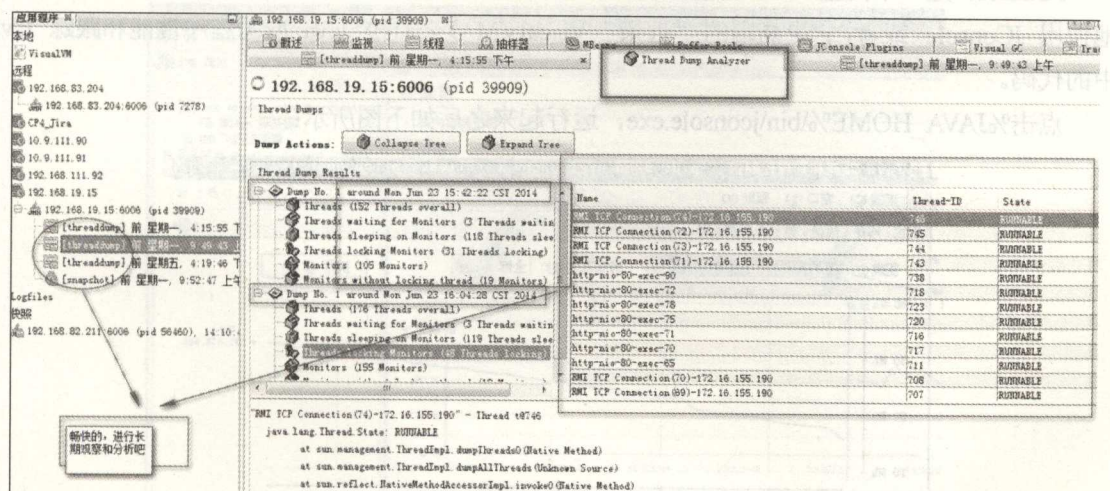 应用程序
本地
VisualVM
远程
192.168.83.204
192.168.83.204:6006 (pid 7278)
CP4_Jira
10.9.111.90
10.9.111.91
192.168.111.92
192.168.19.15
192.168.19.15:6006 (pid 39909)
[threaddump] 前 星期一, 4:15:55 下
[threaddump] 前 星期一, 9:49:43
[threaddump] 前 星期五, 4:19:46 下
[snapshot] 前 星期一, 9:52:47 上午
Logfiles
快照
192.168.82.211:6006 (pid 56460), 14:10:
畅快的，进行长
期观察和分析吧
192.168.19.15:6006 (pid 39909)
概述 监视 线程 抽样器 MBeans Buffer Pools JConsole Plugins Visual GC Trac
[threaddump] 前 星期一, 4:15:55 下午 Thread Dump Analyzer [threaddump] 前 星期一, 9:49:43 上午
192.168.19.15:6006 (pid 39909)
Thread Dumps
Dump Actions: Collapse Tree Expand Tree
Thread Dump Results
Dump No. 1 around Mon Jun 23 15:42:22 CST 2014
Threads (152 Threads overall)
Threads waiting for Monitors (3 Threads waitin
Threads sleeping on Monitors (118 Threads slee
Threads locking Monitors (31 Threads locking)
Monitors (105 Monitors)
Monitors without locking thread (19 Monitors)
Dump No. 1 around Mon Jun 23 16:04:28 CST 2014
Threads (176 Threads overall)
Threads waiting for Monitors (3 Threads waitin
Threads sleeping on Monitors (119 Threads slee
Threads locking Monitors (48 Threads locking)
Monitors (155 Monitors)
Name Thread-ID State
RMI TCP Connection(74)-172.16.155.190 746 RUNNABLE
RMI TCP Connection(72)-172.16.155.190 745 RUNNABLE
RMI TCP Connection(73)-172.16.155.190 744 RUNNABLE
RMI TCP Connection(71)-172.16.155.190 743 RUNNABLE
http-nio-80-exec-90 738 RUNNABLE
http-nio-80-exec-72 718 RUNNABLE
http-nio-80-exec-78 723 RUNNABLE
http-nio-80-exec-75 720 RUNNABLE
http-nio-80-exec-71 716 RUNNABLE
http-nio-80-exec-70 717 RUNNABLE
http-nio-80-exec-65 711 RUNNABLE
RMI TCP Connection(70)-172.16.155.190 708 RUNNABLE
RMI TCP Connection(69)-172.16.155.190 707 RUNNABLE
"RMI TCP Connection(74)-172.16.155.190" - Thread t@746
java.lang.Thread.State: RUNNABLE
at sun.management.ThreadImpl.dumpThreads0(Native Method)
at sun.management.ThreadImpl.dumpAllThreads(Unknown Source)
at sun.reflect.NativeMethodAccessorImpl.invoke0(Native Method)